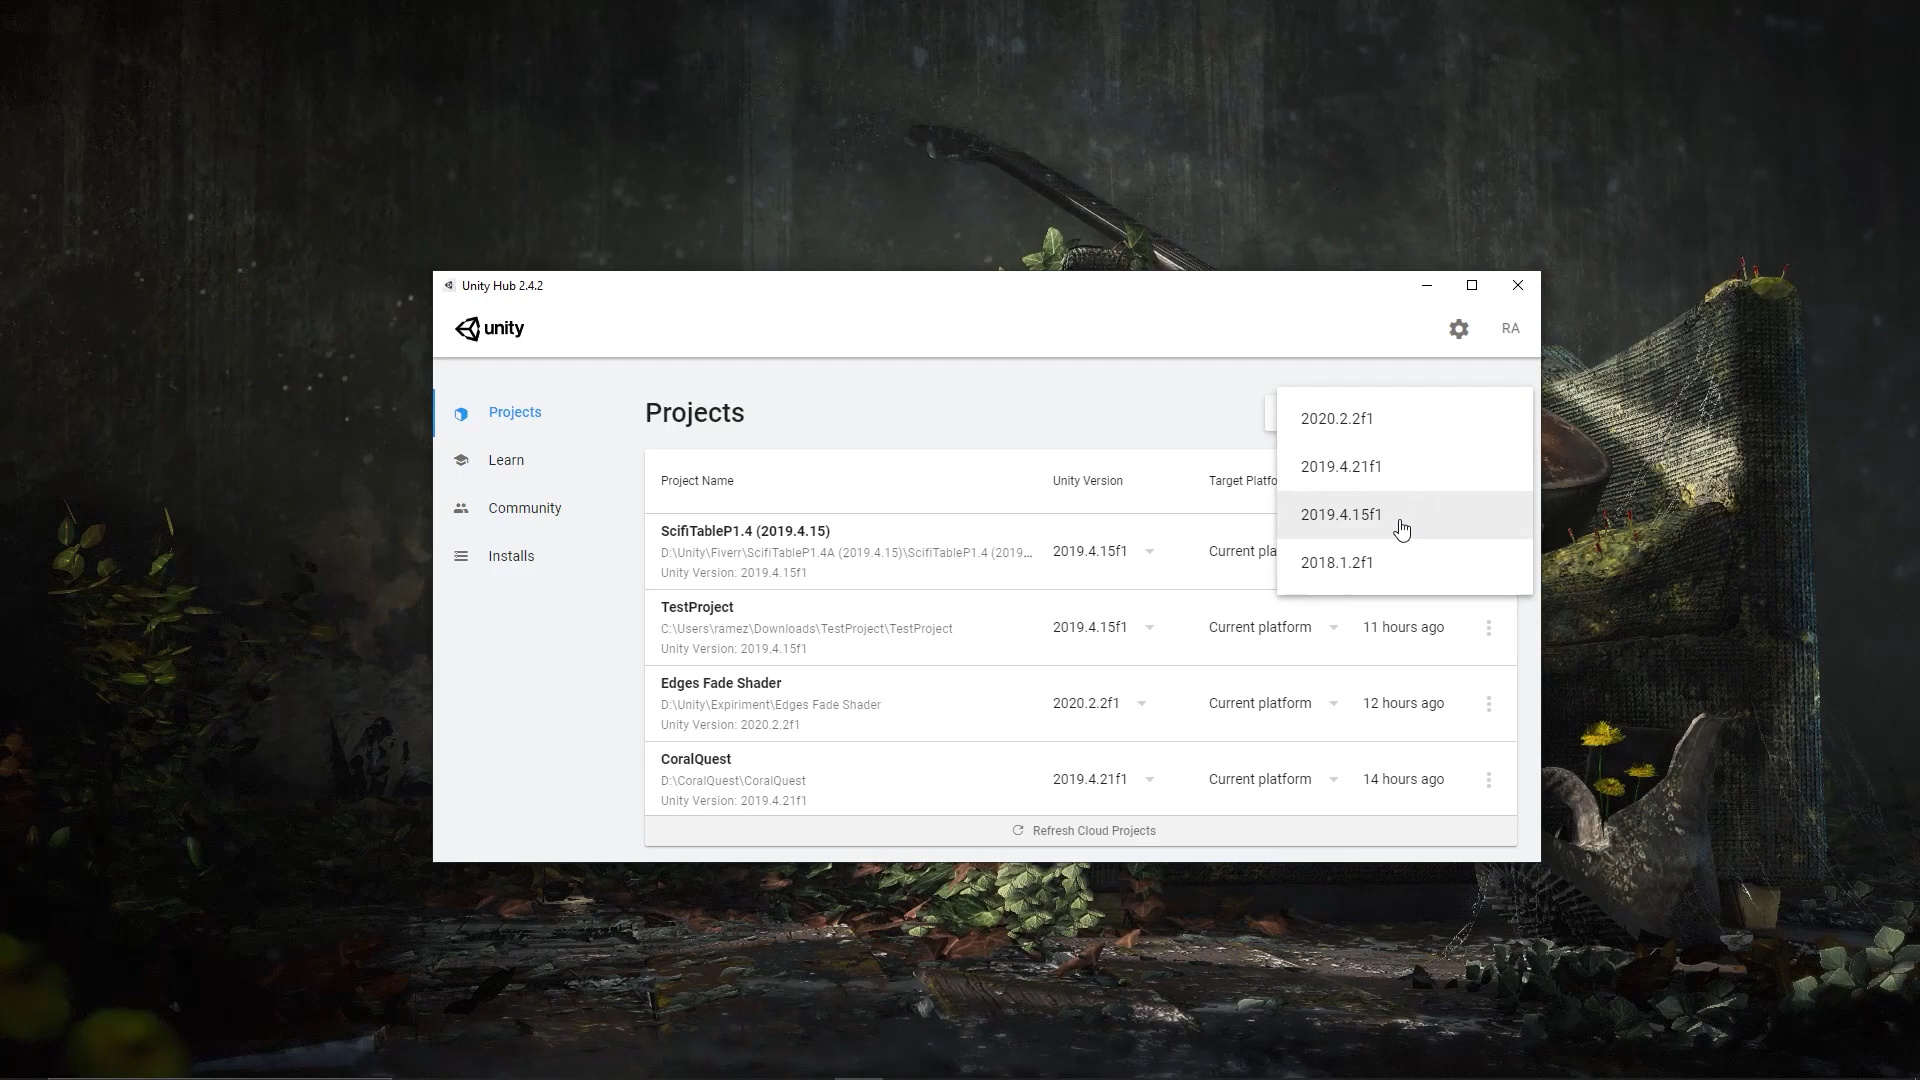 Unity Hub 2.4.2
unity
RA
Projects
Learn
Community
Installs
Projects
2020.2.2f1
2019.4.21f1
2019.4.15f1
2018.1.2f1
Project Name
Unity Version
Target Platfo
ScifiTableP1.4 (2019.4.15)
D:\Unity\Fiverr\ScifiTableP1.4A (2019.4.15)\ScifiTableP1.4 (2019...
Unity Version: 2019.4.15f1
2019.4.15f1
Current pla
TestProject
C:\Users\ramez\Downloads\TestProject\TestProject
Unity Version: 2019.4.15f1
2019.4.15f1
Current platform
11 hours ago
Edges Fade Shader
D:\Unity\Expiriment\Edges Fade Shader
Unity Version: 2020.2.2f1
2020.2.2f1
Current platform
12 hours ago
CoralQuest
D:\CoralQuest\CoralQuest
Unity Version: 2019.4.21f1
2019.4.21f1
Current platform
14 hours ago
Refresh Cloud Projects